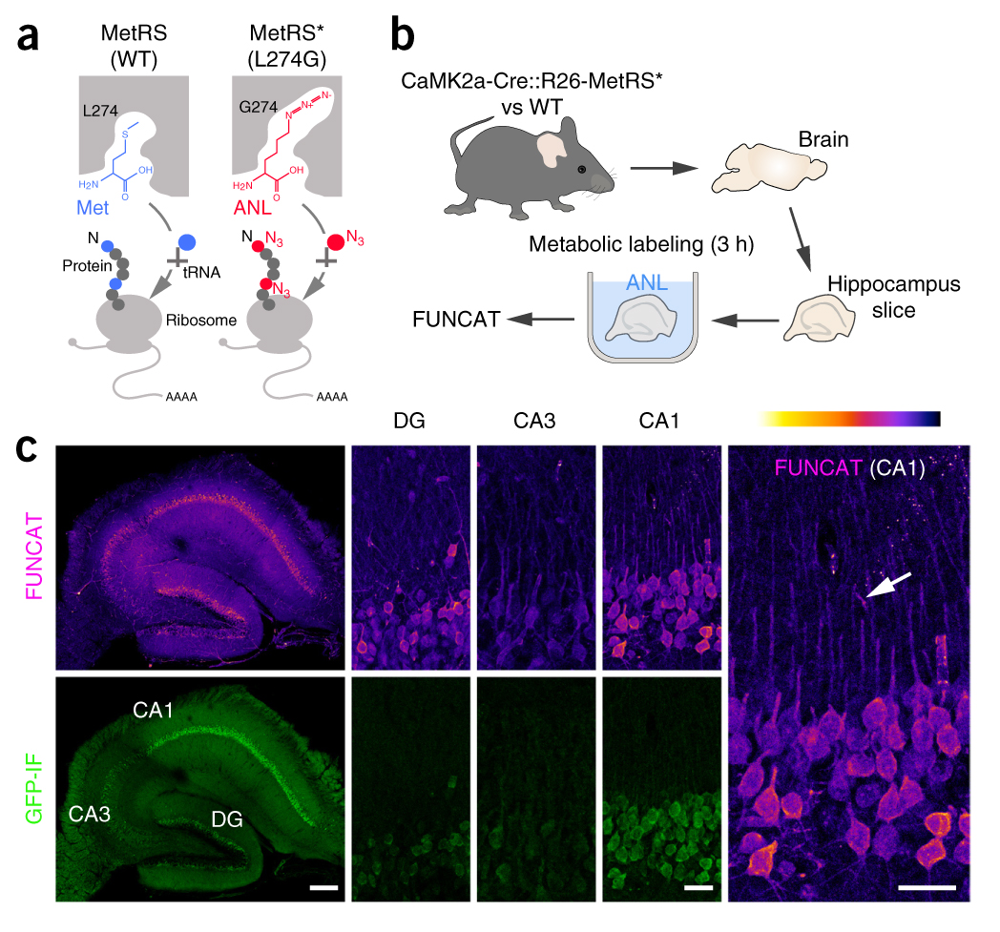 a
MetRS
(WT)
MetRS*
(L274G)
L274
S
H₂N
OH
O
Met
G274
N
N+
N-
H₂N
OH
O
ANL
N
Protein
tRNA
Ribosome
AAAA
N
N₃
N₃
N₃
AAAA
b
CaMK2a-Cre::R26-MetRS*
vs WT
Brain
Hippocampus
slice
Metabolic labeling (3 h)
ANL
FUNCAT
c
DG
CA3
CA1
FUNCAT
FUNCAT (CA1)
GFP-IF
CA1
CA3
DG